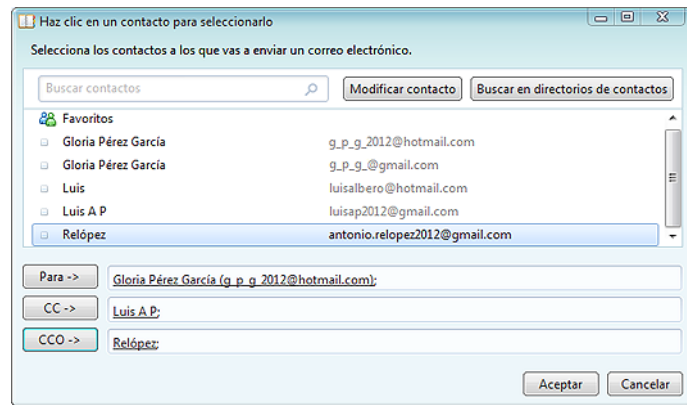 Haz clic en un contacto para seleccionarlo
Selecciona los contactos a los que vas a enviar un correo electrónico.
Buscar contactos Modificar contacto Buscar en directorios de contactos
Favoritos
Gloria Pérez García g_p_g_2012@hotmail.com
Gloria Pérez García g_p_g_@gmail.com
Luis luisalbero@hotmail.com
Luis A P luisap2012@gmail.com
Relópez antonio.relopez2012@gmail.com
Para -> Gloria Pérez García (g_p_g_2012@hotmail.com);
CC -> Luis A P;
CCO -> Relópez;
Aceptar Cancelar